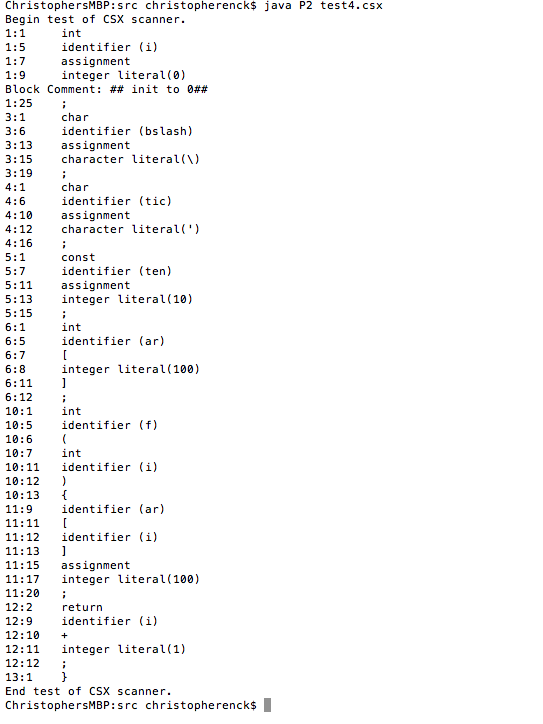 ChristophersMBP:src christopherenck$ java P2 test4.csx
Begin test of CSX scanner.
1:1 int
1:5 identifier (i)
1:7 assignment
1:9 integer literal(0)
Block Comment: ## init to 0##
1:25 ;
3:1 char
3:6 identifier (bslash)
3:13 assignment
3:15 character literal(\)
3:19 ;
4:1 char
4:6 identifier (tic)
4:10 assignment
4:12 character literal(')
4:16 ;
5:1 const
5:7 identifier (ten)
5:11 assignment
5:13 integer literal(10)
5:15 ;
6:1 int
6:5 identifier (ar)
6:7 [
6:8 integer literal(100)
6:11 ]
6:12 ;
10:1 int
10:5 identifier (f)
10:6 (
10:7 int
10:11 identifier (i)
10:12 )
10:13 {
11:9 identifier (ar)
11:11 [
11:12 identifier (i)
11:13 ]
11:15 assignment
11:17 integer literal(100)
11:20 ;
12:2 return
12:9 identifier (i)
12:10 +
12:11 integer literal(1)
12:12 ;
13:1 }
End test of CSX scanner.
ChristophersMBP:src christopherenck$